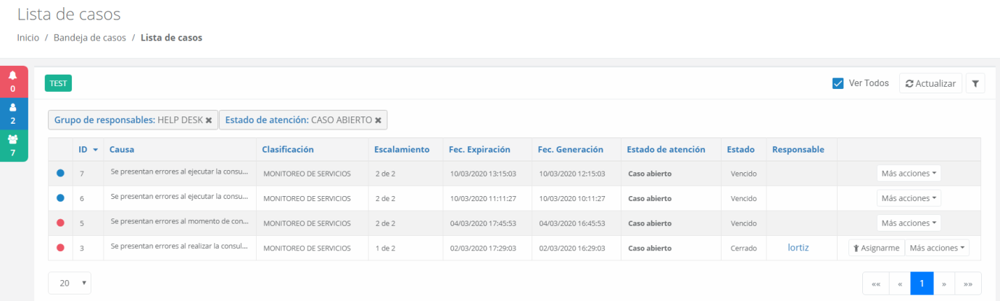 Lista de casos
Inicio / Bandeja de casos / Lista de casos
0
2
7
TEST
Ver Todos Actualizar
Grupo de responsables: HELP DESK ✖ Estado de atención: CASO ABIERTO ✖
ID Causa Clasificación Escalamiento Fec. Expiración Fec. Generación Estado de atención Estado Responsable
7 Se presentan errores al ejecutar la consu... MONITOREO DE SERVICIOS 2 de 2 10/03/2020 13:15:03 10/03/2020 12:15:03 Caso abierto Vencido Más acciones
6 Se presentan errores al ejecutar la consu... MONITOREO DE SERVICIOS 2 de 2 10/03/2020 11:11:27 10/03/2020 10:11:27 Caso abierto Vencido Más acciones
5 Se presentan errores al momento de con... MONITOREO DE SERVICIOS 2 de 2 04/03/2020 17:45:53 04/03/2020 16:45:53 Caso abierto Vencido Más acciones
3 Se presentan errores al realizar la consul... MONITOREO DE SERVICIOS 1 de 2 02/03/2020 17:29:03 02/03/2020 16:29:03 Caso abierto Cerrado lortiz Asignarme Más acciones
20 «« « 1 » »»